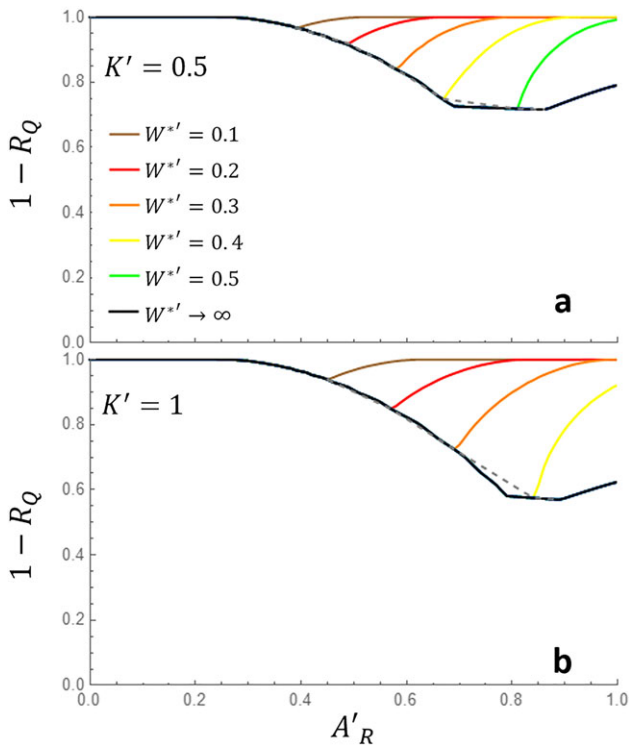 1.0
0.8
0.6
0.4
0.2
0.0
1 − R_Q
K′ = 0.5
W*′ = 0.1
W*′ = 0.2
W*′ = 0.3
W*′ = 0.4
W*′ = 0.5
W*′ → ∞
a
1.0
0.8
0.6
0.4
0.2
0.0
1 − R_Q
K′ = 1
b
0.0 0.2 0.4 0.6 0.8 1.0
A′_R